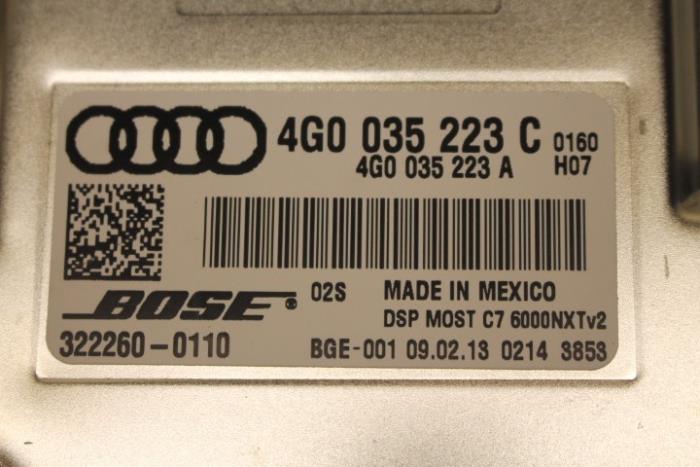 4G0 035 223 C 0160
4G0 035 223 A H07
BOSE® 02S MADE IN MEXICO
DSP MOST C7 6000NXTv2
322260-0110 BGE-001 09.02.13 0214 3853